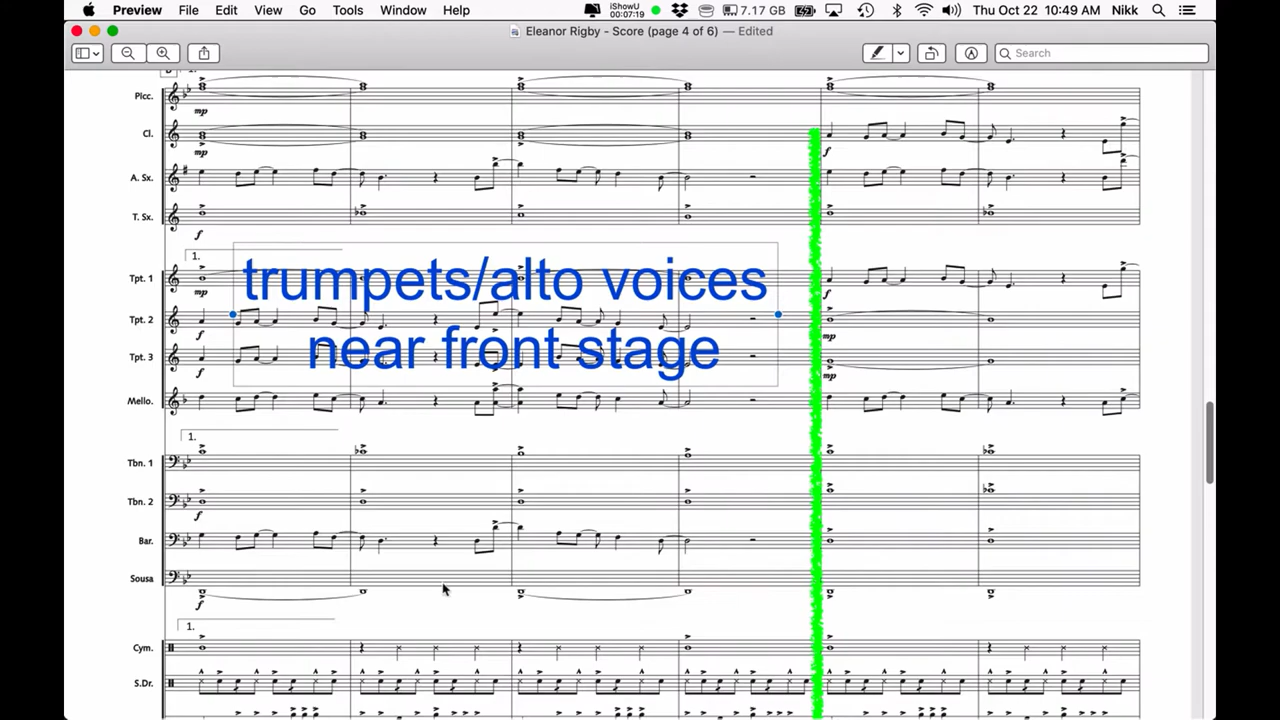 Preview File Edit View Go Tools Window Help iShowU 00:07:19 7.17 GB Thu Oct 22 10:49 AM Nikk
Eleanor Rigby - Score (page 4 of 6) — Edited
Search
1.
Picc.
mp
Cl.
mp
f
A. Sx.
T. Sx.
f
1.
trumpets/alto voices
near front stage
Tpt. 1
mp
f
Tpt. 2
f
mp
Tpt. 3
f
mp
Mello.
1.
Tbn. 1
Tbn. 2
f
Bar.
Sousa
f
1.
Cym.
S.Dr.